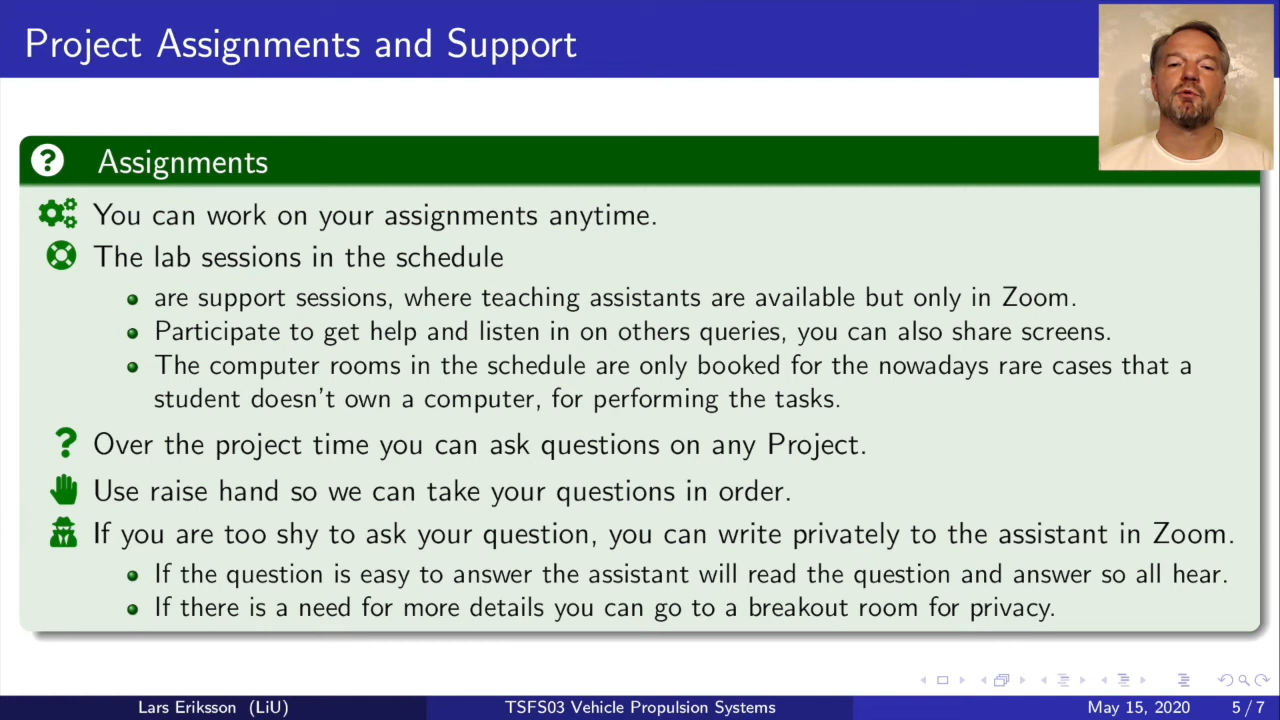 Project Assignments and Support
Assignments
You can work on your assignments anytime.
The lab sessions in the schedule
are support sessions, where teaching assistants are available but only in Zoom.
Participate to get help and listen in on others queries, you can also share screens.
The computer rooms in the schedule are only booked for the nowadays rare cases that a
student doesn't own a computer, for performing the tasks.
? Over the project time you can ask questions on any Project.
Use raise hand so we can take your questions in order.
If you are too shy to ask your question, you can write privately to the assistant in Zoom.
If the question is easy to answer the assistant will read the question and answer so all hear.
If there is a need for more details you can go to a breakout room for privacy.
Lars Eriksson (LiU) TSFS03 Vehicle Propulsion Systems May 15, 2020 5 / 7